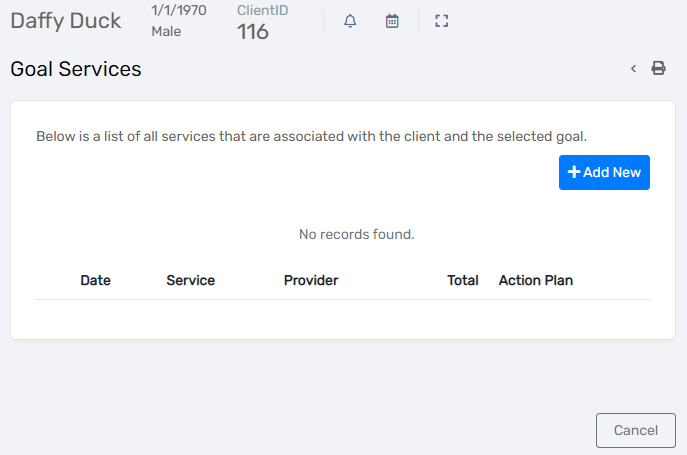 Daffy Duck
1/1/1970
Male
ClientID
116
Goal Services
Below is a list of all services that are associated with the client and the selected goal.
Add New
No records found.
Date Service Provider Total Action Plan
Cancel